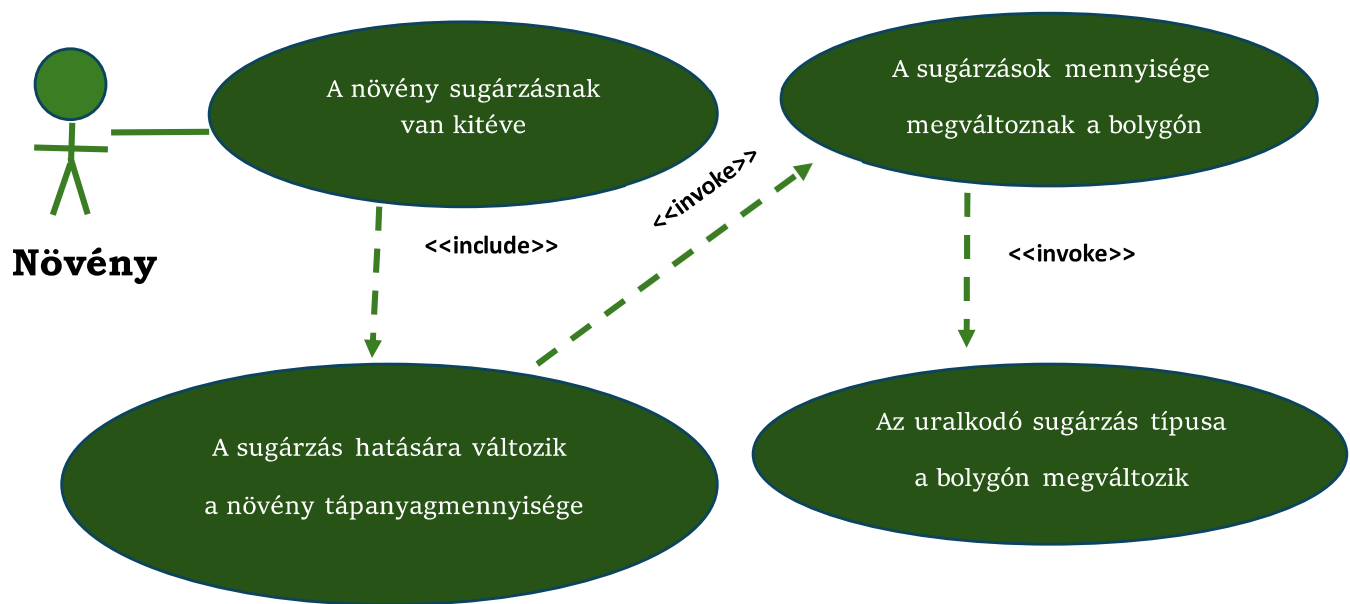 A növény sugárzásnak
van kitéve
A sugárzások mennyisége
megváltoznak a bolygón
<<invoke>>
<<include>>
<<invoke>>
Növény
A sugárzás hatására változik
a növény tápanyagmennyisége
Az uralkodó sugárzás típusa
a bolygón megváltozik